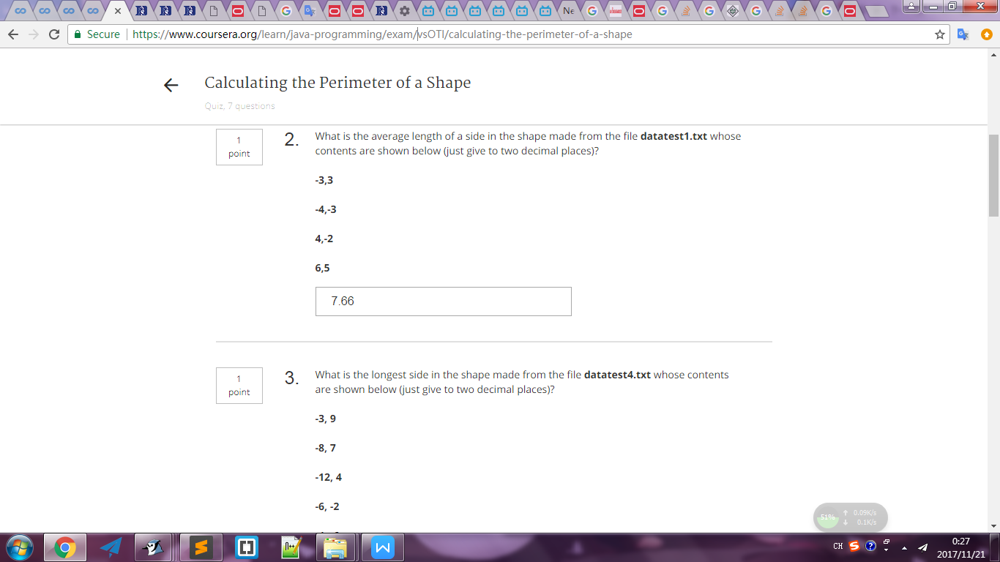 Secure
https://www.coursera.org/learn/java-programming/exam/vsOTI/calculating-the-perimeter-of-a-shape
Calculating the Perimeter of a Shape
Quiz, 7 questions
1
point
2.
What is the average length of a side in the shape made from the file datatest1.txt whose
contents are shown below (just give to two decimal places)?
-3,3
-4,-3
4,-2
6,5
7.66
1
point
3.
What is the longest side in the shape made from the file datatest4.txt whose contents
are shown below (just give to two decimal places)?
-3, 9
-8, 7
-12, 4
-6, -2
51%
0.09K/s
0.1K/s
CH
0:27
2017/11/21